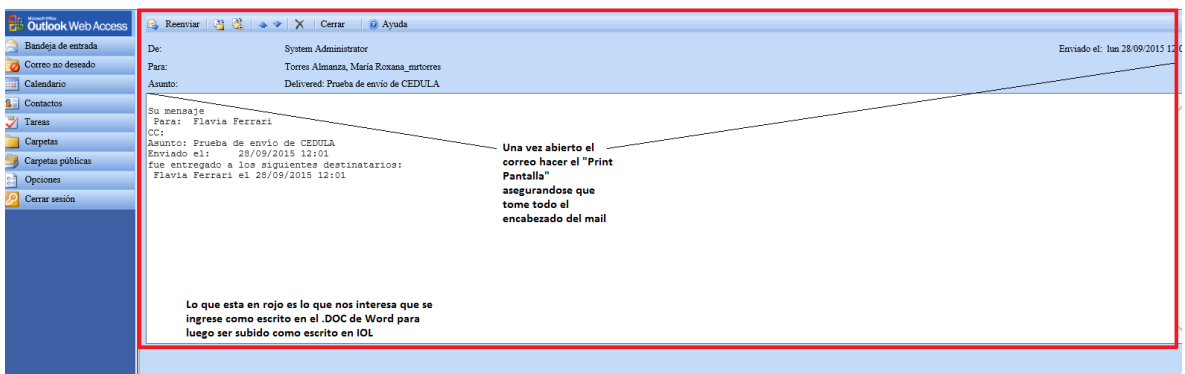 Microsoft Office
Outlook Web Access
Bandeja de entrada
Correo no deseado
Calendario
Contactos
Tareas
Carpetas
Carpetas públicas
Opciones
Cerrar sesión
Reenviar Cerrar Ayuda
De: System Administrator Enviado el: lun 28/09/2015
Para: Torres Almanza, María Roxana_mrtorres
Asunto: Delivered: Prueba de envío de CEDULA
Su mensaje
Para: Flavia Ferrari
CC:
Asunto: Prueba de envío de CEDULA
Enviado el: 28/09/2015 12:01
fue entregado a los siguientes destinatarios:
Flavia Ferrari el 28/09/2015 12:01
Una vez abierto el
correo hacer el "Print
Pantalla"
asegurandose que
tome todo el
encabezado del mail
Lo que esta en rojo es lo que nos interesa que se
ingrese como escrito en el .DOC de Word para
luego ser subido como escrito en IOL